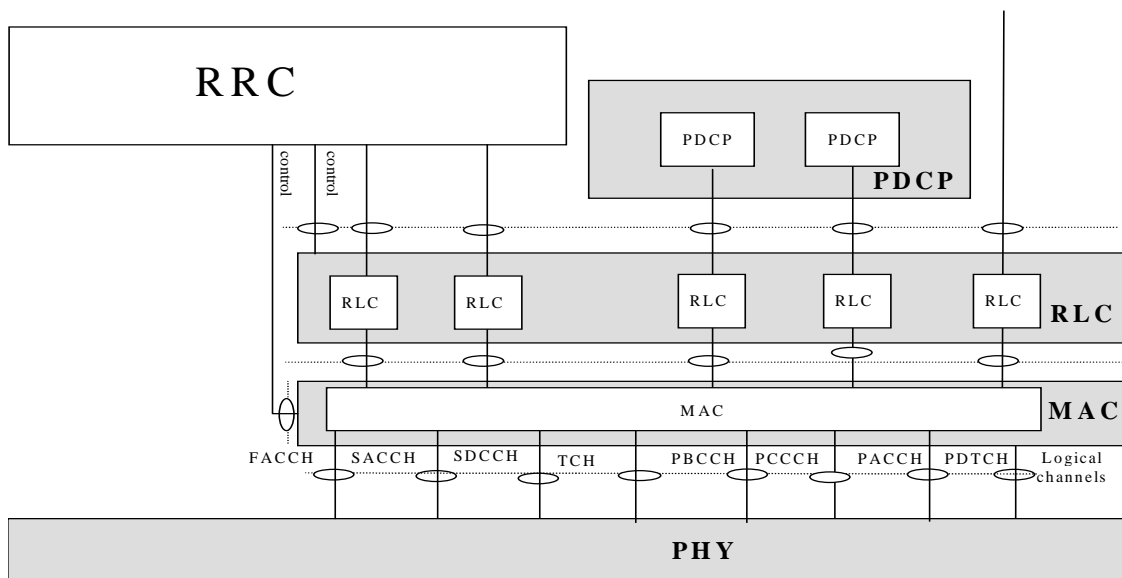 RRC
control
control
PDCP
PDCP
PDCP
RLC
RLC
RLC
RLC
RLC
RLC
MAC
MAC
FACCH
SACCH
SDCCH
TCH
PBCCH
PCCCH
PACCH
PDTCH
Logical
channels
PHY